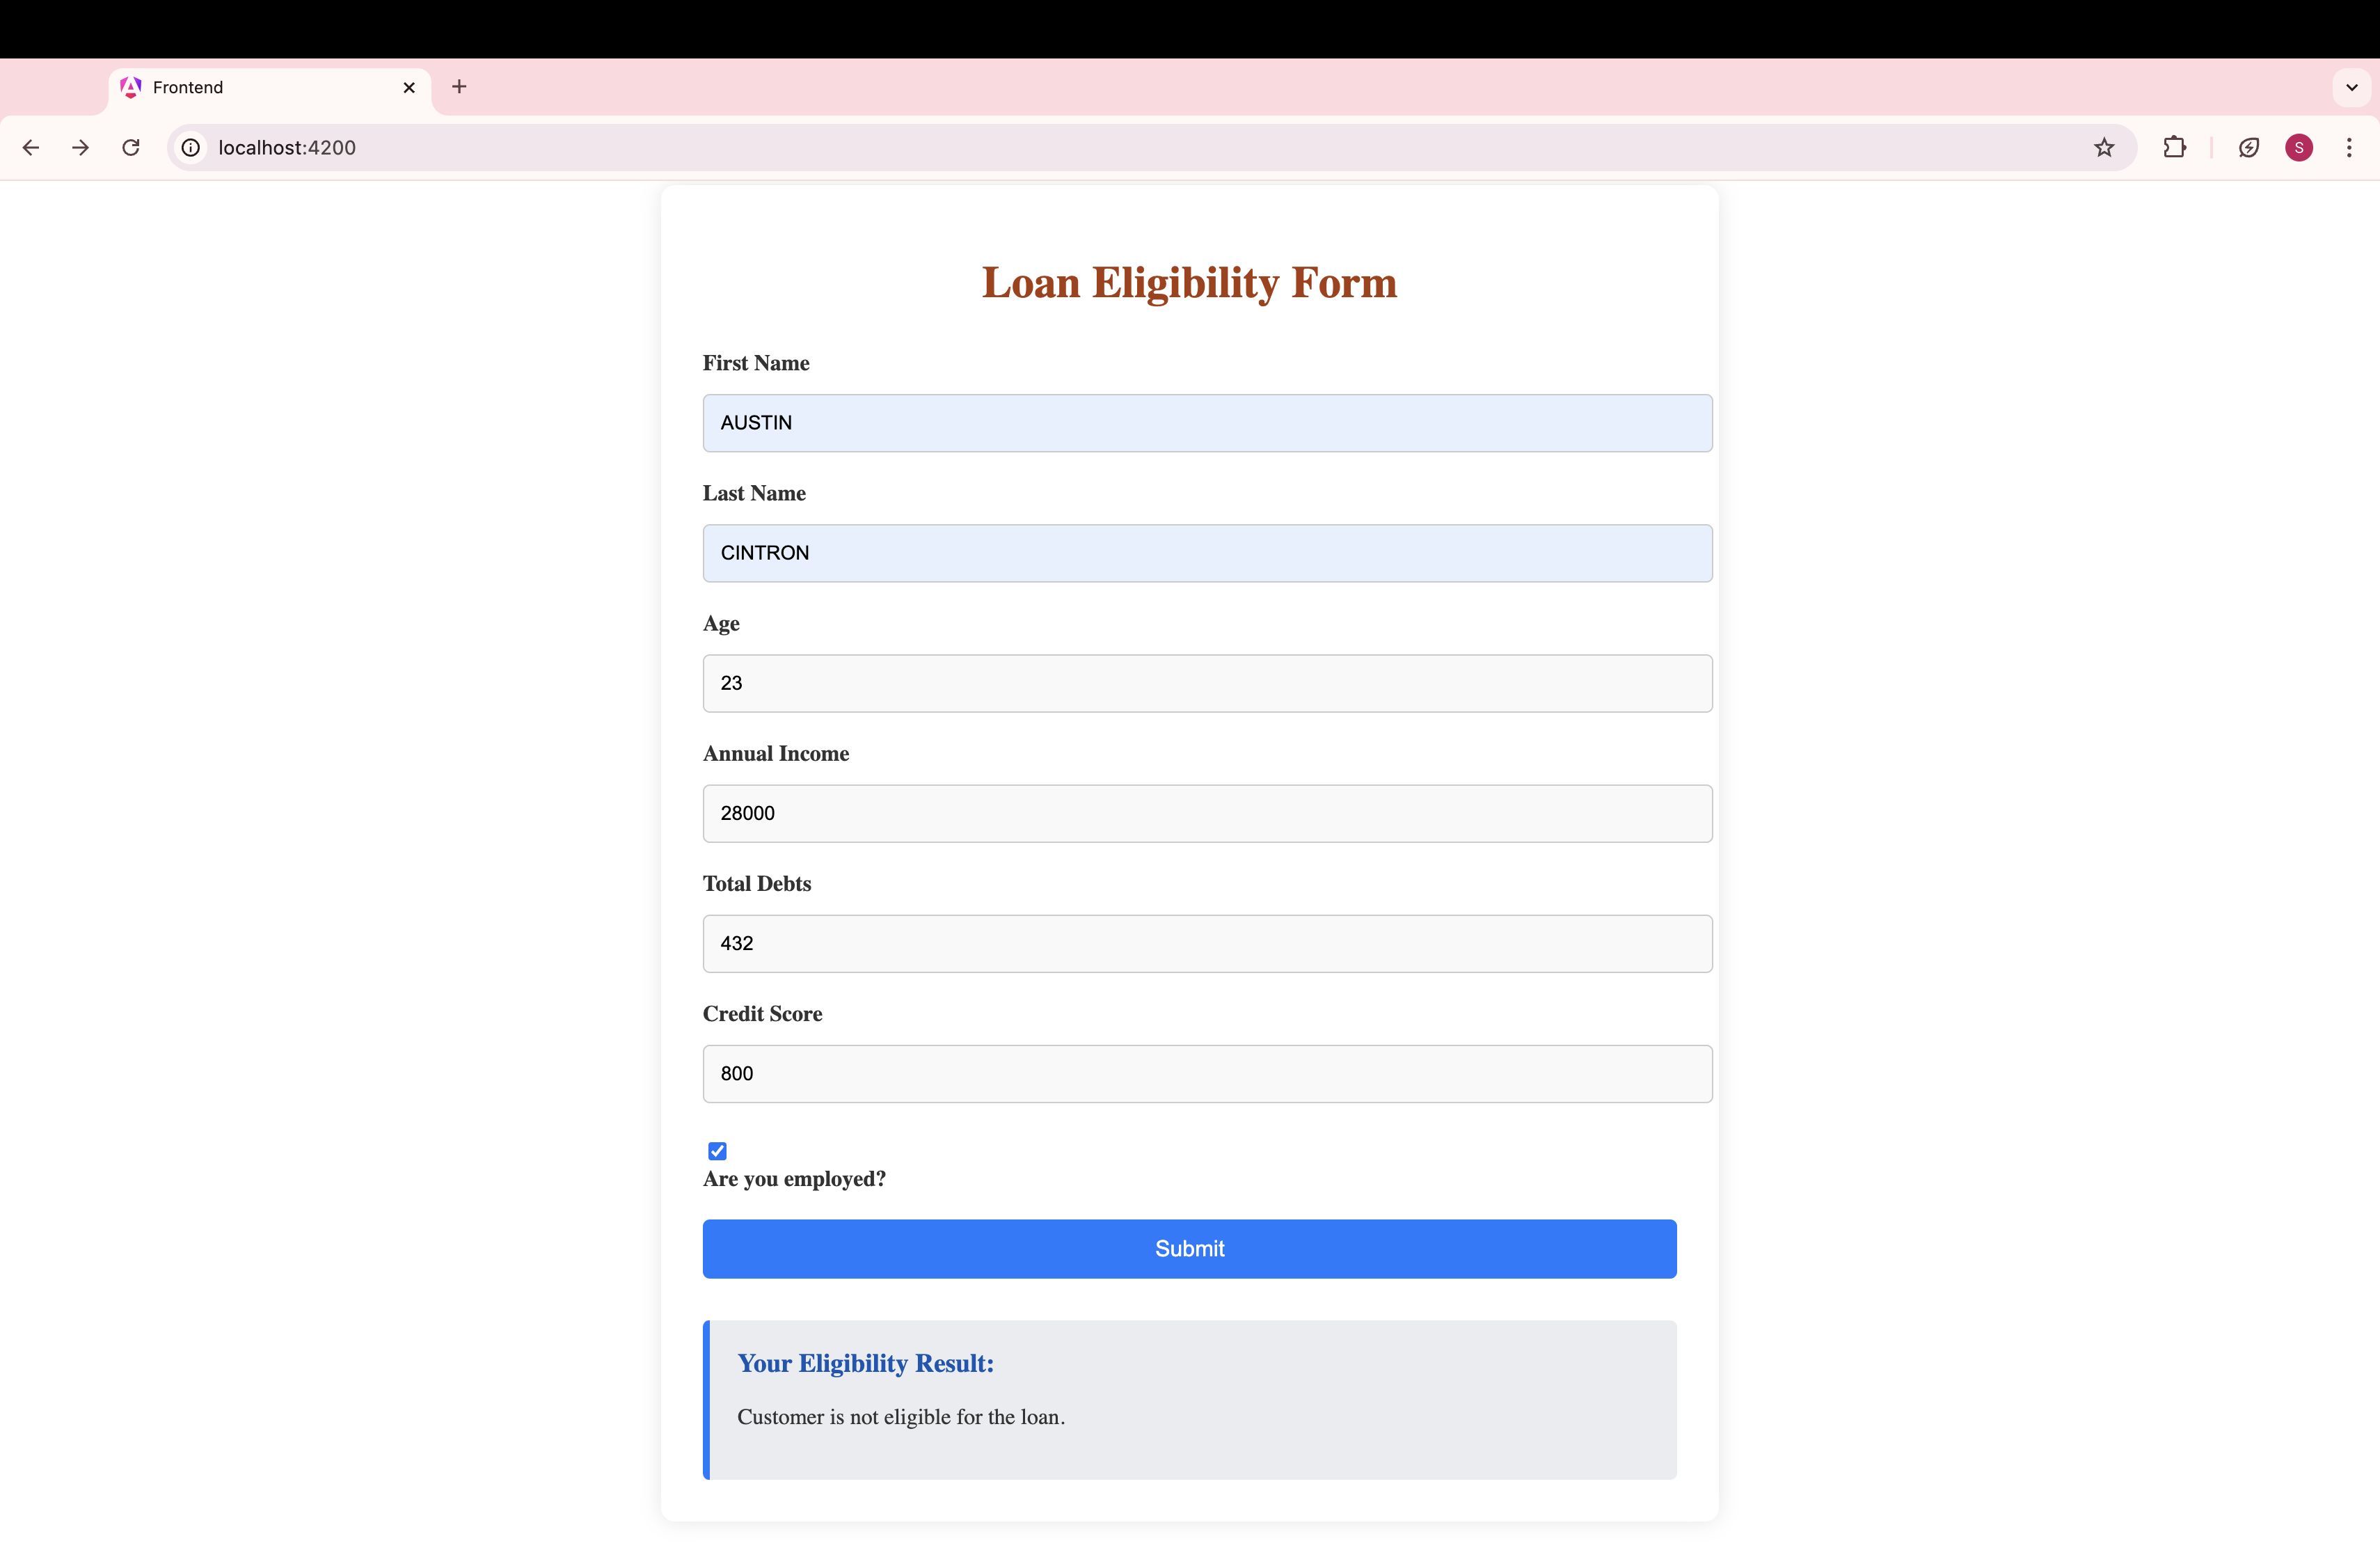 Frontend
localhost:4200
S
Loan Eligibility Form
First Name
AUSTIN
Last Name
CINTRON
Age
23
Annual Income
28000
Total Debts
432
Credit Score
800
Are you employed?
Submit
Your Eligibility Result:
Customer is not eligible for the loan.